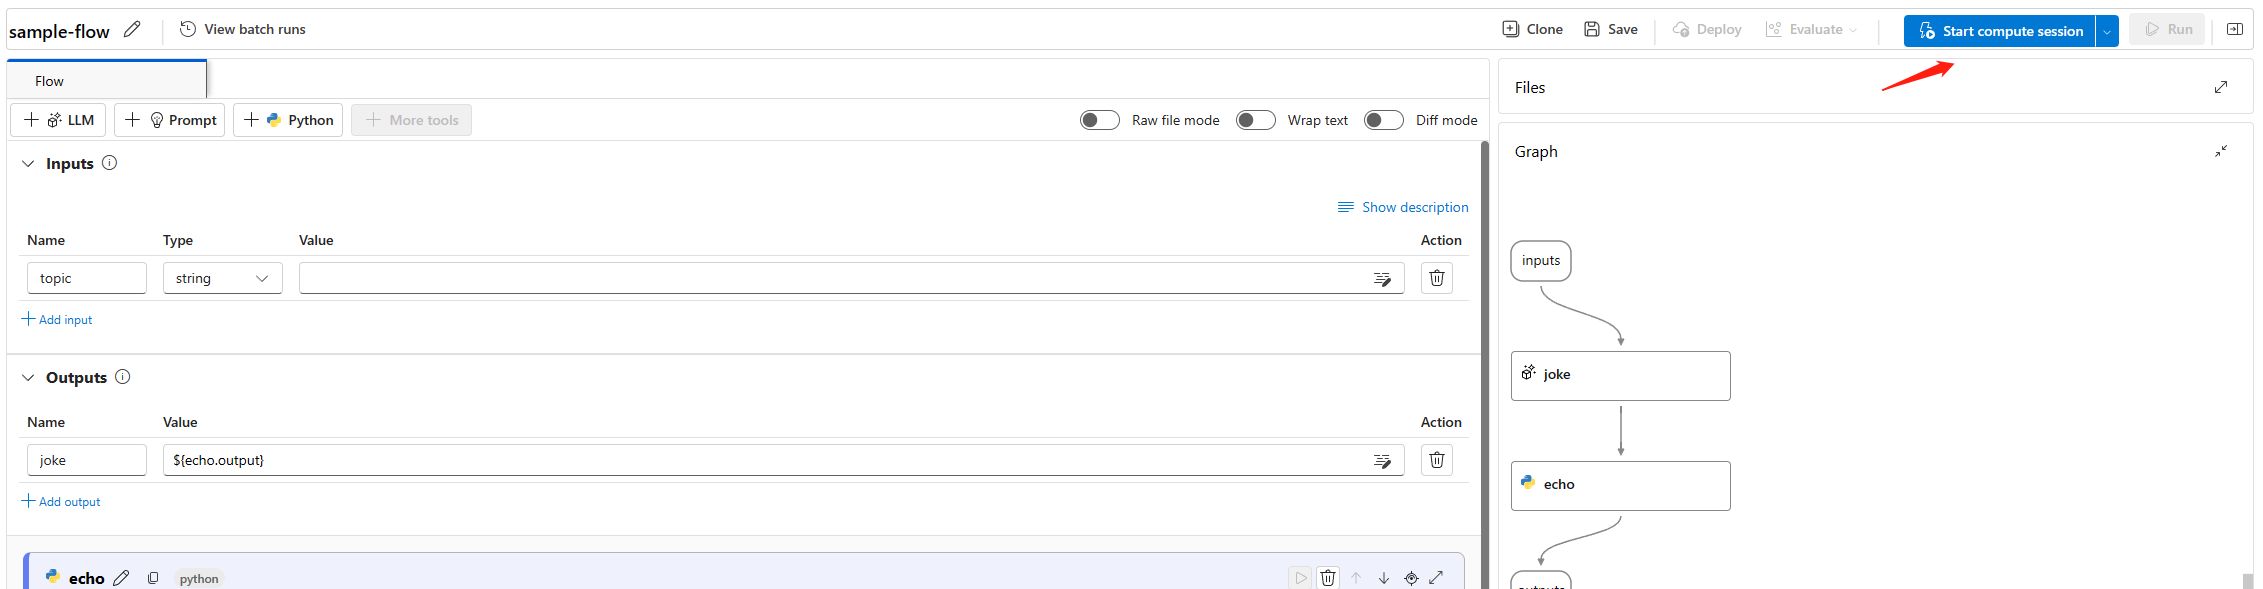 sample-flow
View batch runs
Clone
Save
Deploy
Evaluate
Start compute session
Run
Flow
LLM
Prompt
Python
More tools
Raw file mode
Wrap text
Diff mode
Inputs
Show description
Name Type Value Action
topic string
Add input
Outputs
Name Value Action
joke ${echo.output}
Add output
echo python
Files
Graph
inputs
joke
echo
outputs